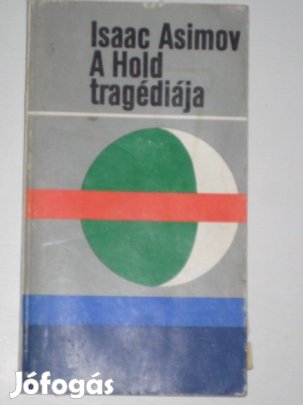 Isaac Asimov
A Hold
tragédiája
Jófogás